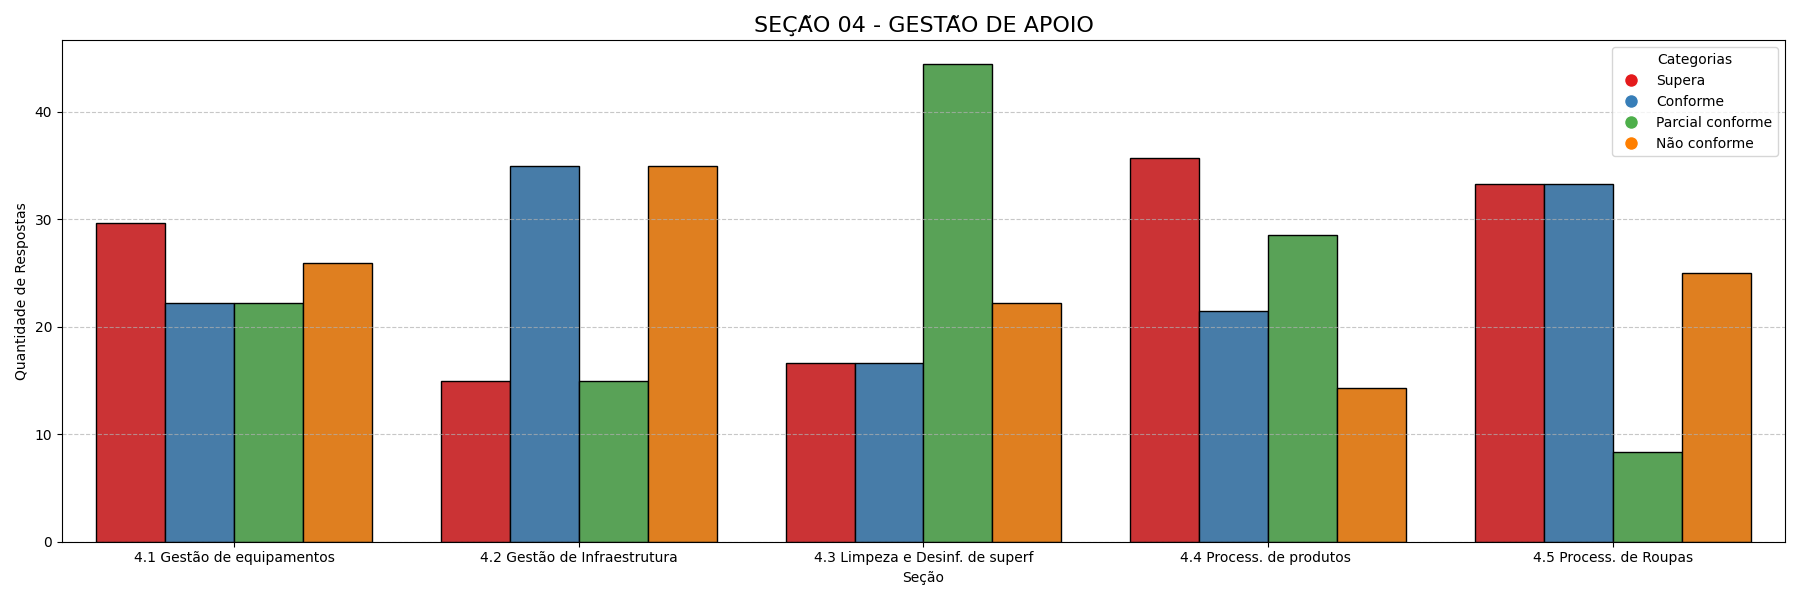 SEÇÃO 04 - GESTÃO DE APOIO
Quantidade de Respostas
40
30
20
10
0
Categorias
Supera
Conforme
Parcial conforme
Não conforme
4.1 Gestão de equipamentos
4.2 Gestão de Infraestrutura
4.3 Limpeza e Desinf. de superf
4.4 Process. de produtos
4.5 Process. de Roupas
Seção